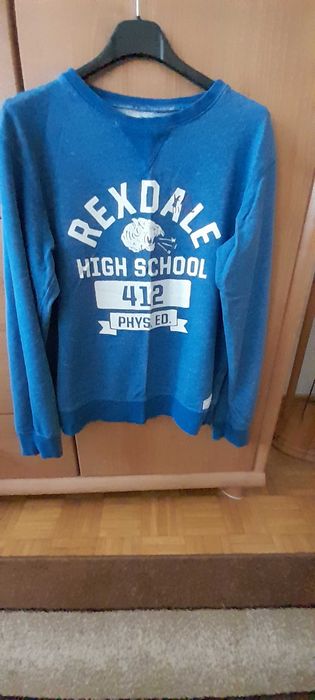 REXDALE
HIGH SCHOOL
412
PHYS. ED.